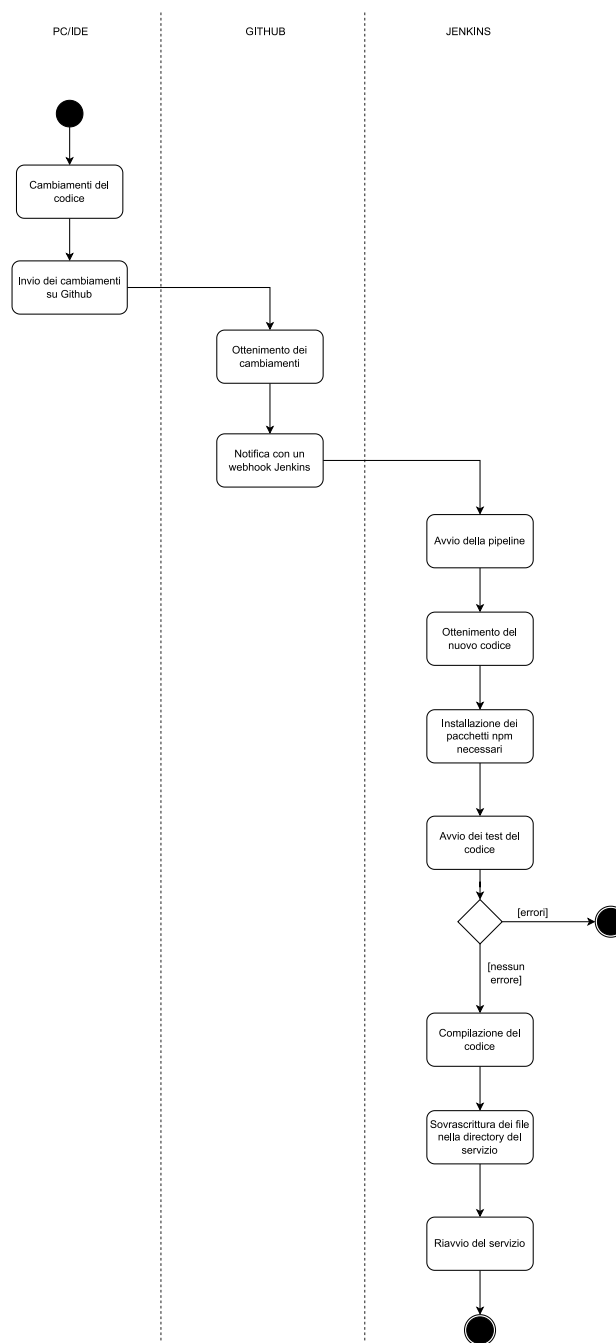 PC/IDE
GITHUB
JENKINS
Cambiamenti del
codice
Invio dei cambiamenti
su Github
Ottenimento dei
cambiamenti
Notifica con un
webhook Jenkins
Avvio della pipeline
Ottenimento del
nuovo codice
Installazione dei
pacchetti npm
necessari
Avvio dei test del
codice
[errori]
[nessun
errore]
Compilazione del
codice
Sovrascrittura dei file
nella directory del
servizio
Riavvio del servizio